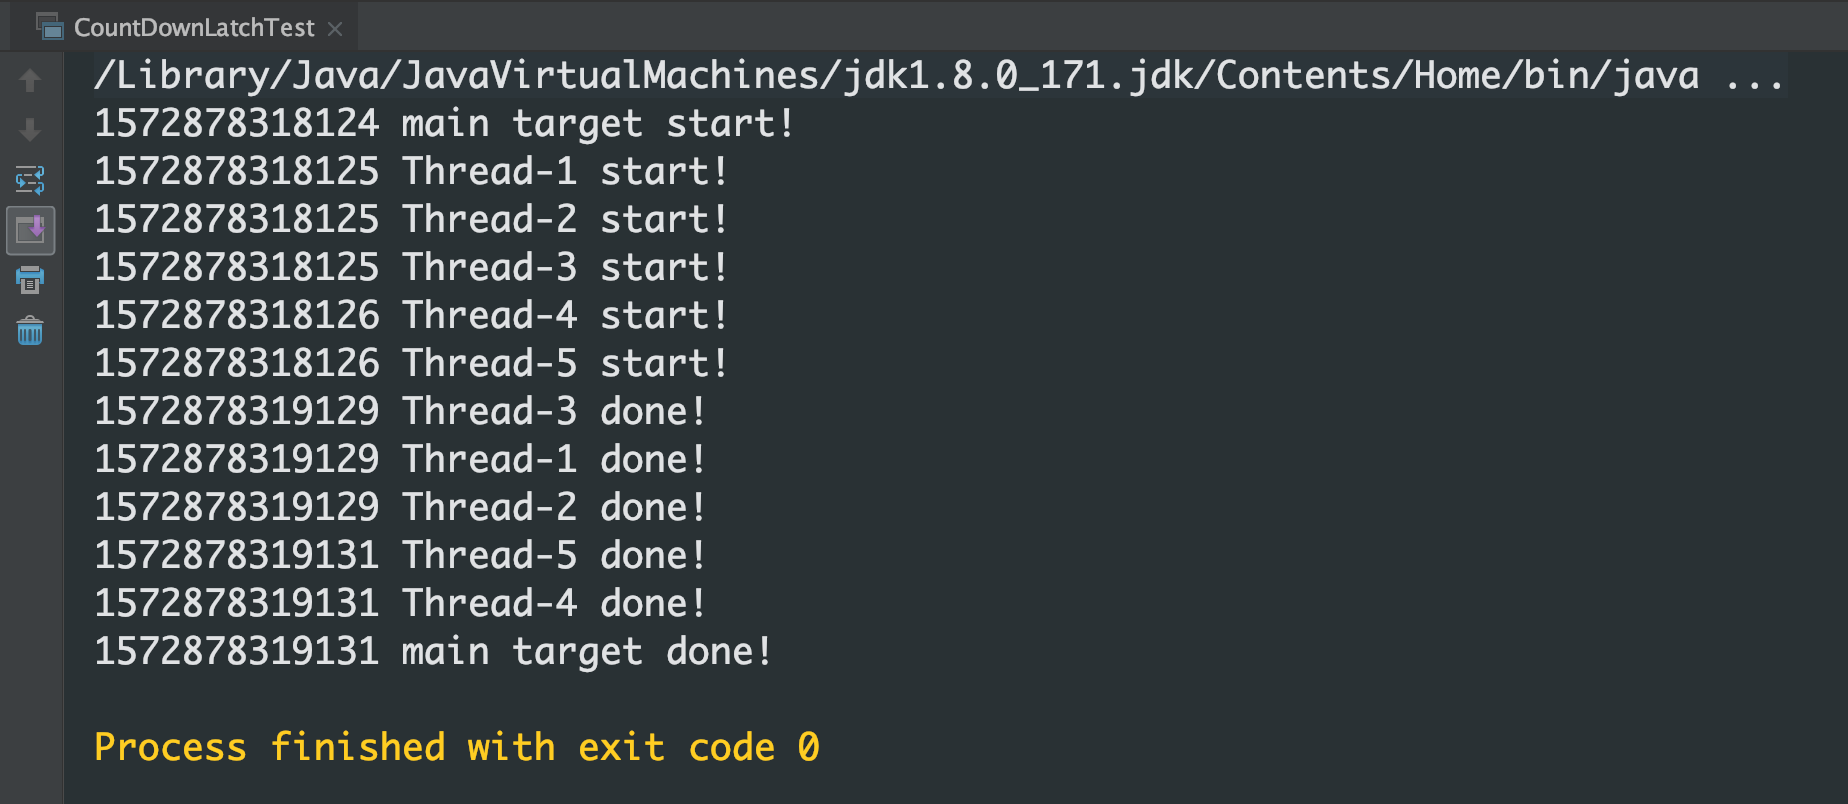 CountDownLatchTest
/Library/Java/JavaVirtualMachines/jdk1.8.0_171.jdk/Contents/Home/bin/java ...
1572878318124 main target start!
1572878318125 Thread-1 start!
1572878318125 Thread-2 start!
1572878318125 Thread-3 start!
1572878318126 Thread-4 start!
1572878318126 Thread-5 start!
1572878319129 Thread-3 done!
1572878319129 Thread-1 done!
1572878319129 Thread-2 done!
1572878319131 Thread-5 done!
1572878319131 Thread-4 done!
1572878319131 main target done!
Process finished with exit code 0